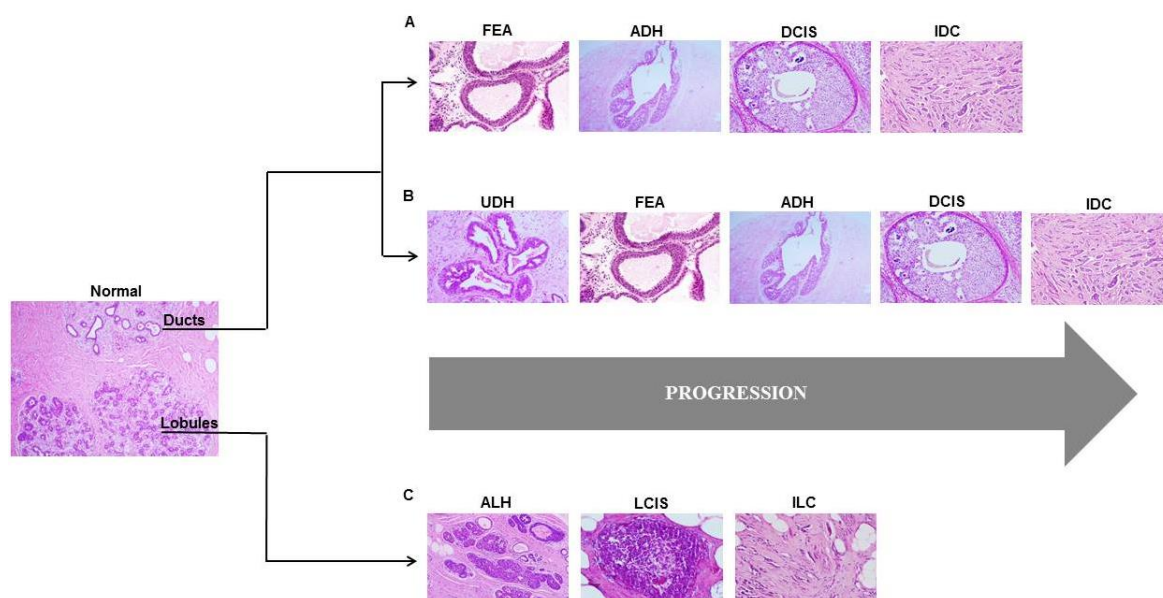 A
FEA ADH DCIS IDC
B
UDH FEA ADH DCIS IDC
Normal
Ducts
Lobules
PROGRESSION
C
ALH LCIS ILC